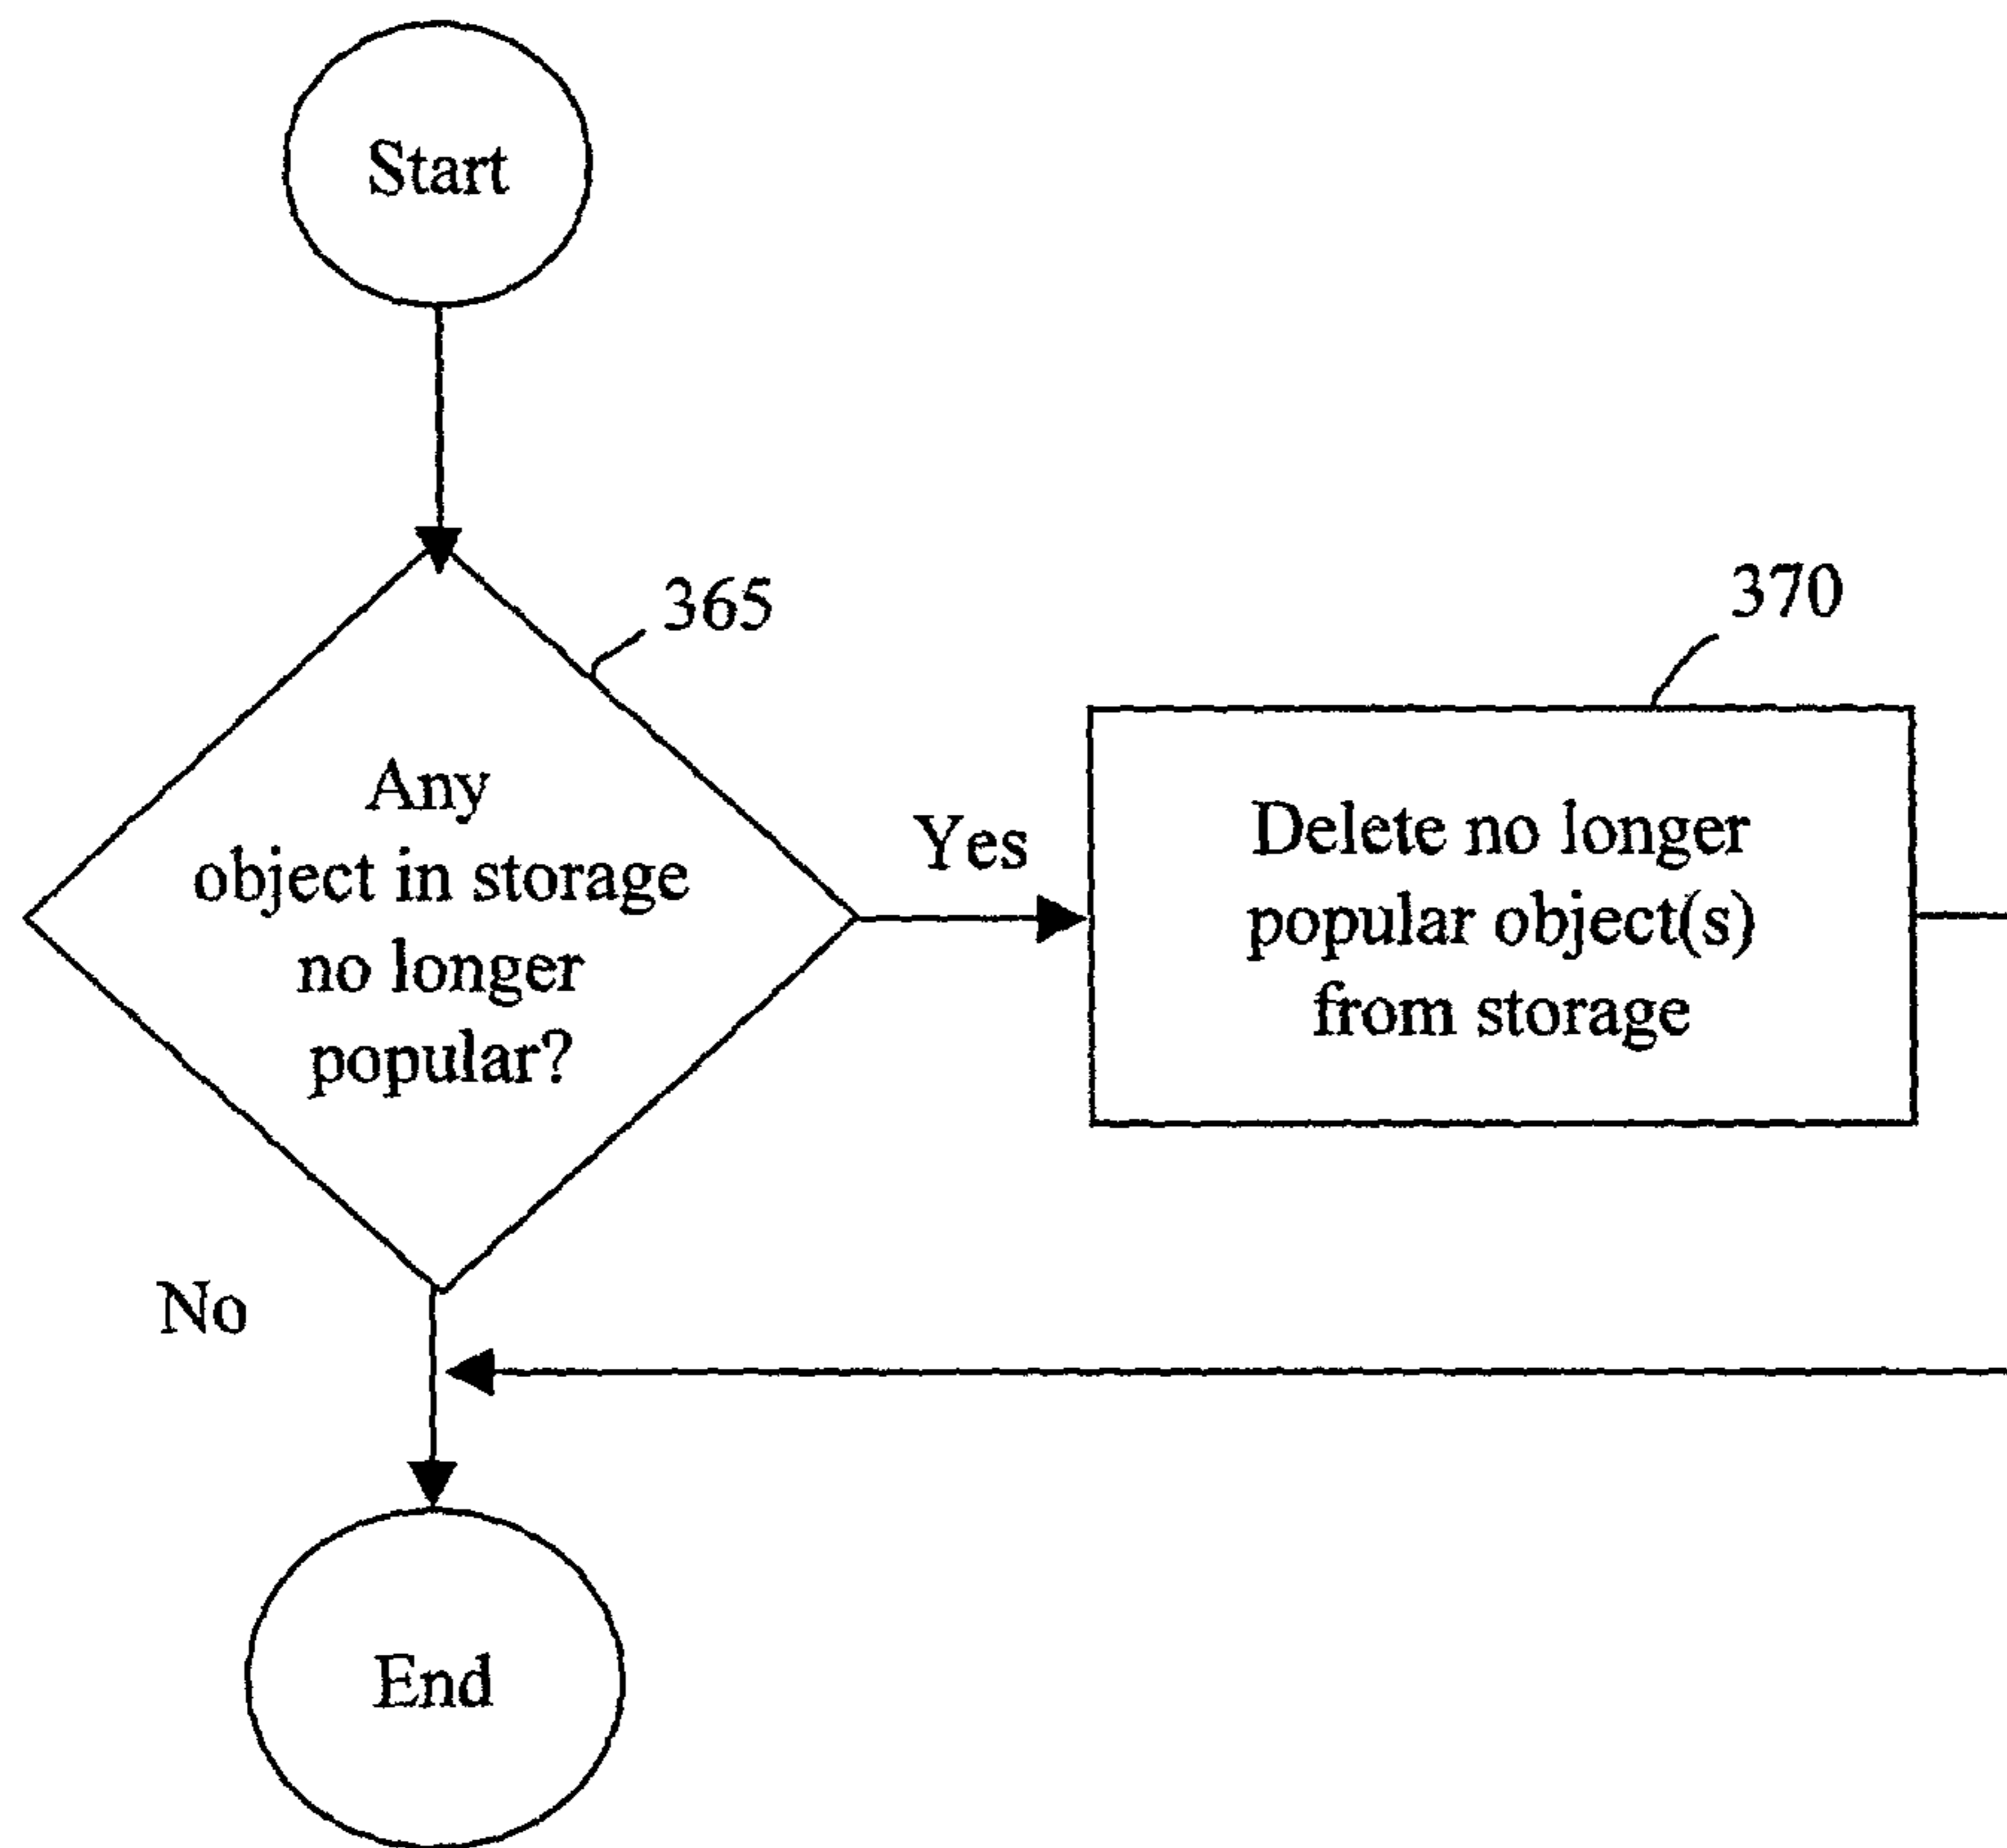 Start
365
370
Any
object in storage
no longer
popular?
Yes
Delete no longer
popular object(s)
from storage
No
End